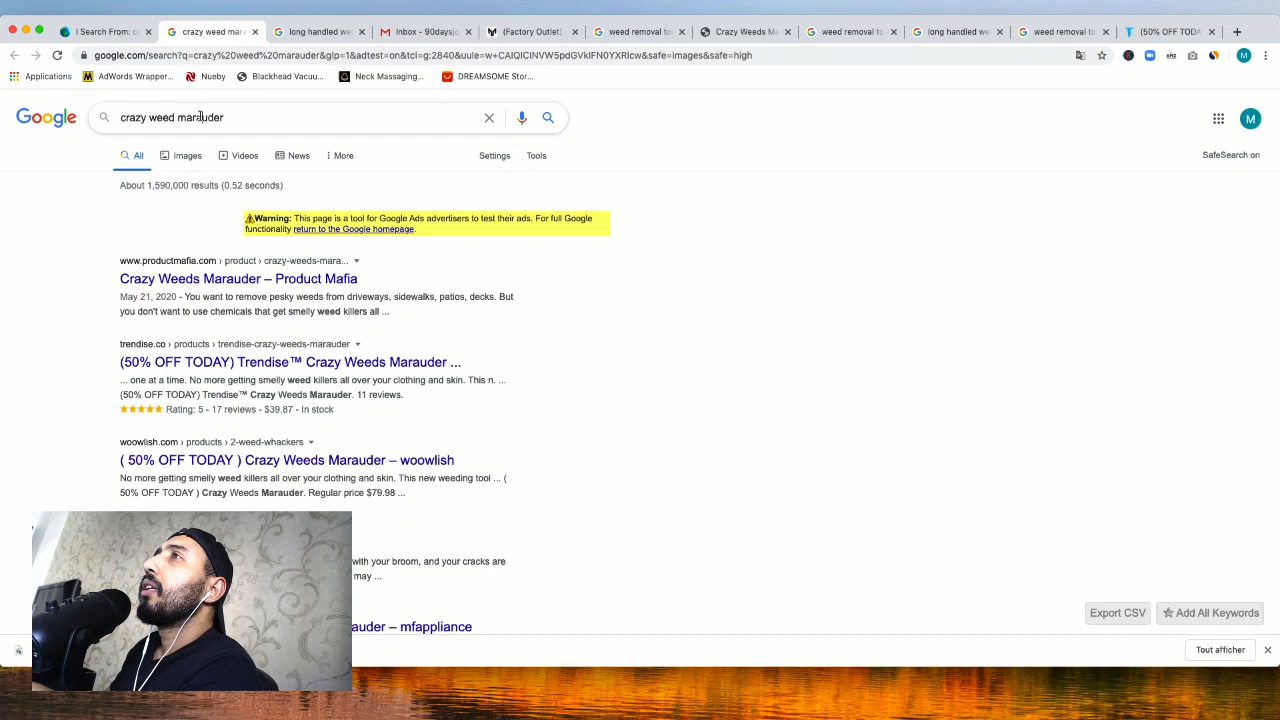 I Search From: c
crazy weed mar
long handled we
Inbox - 90daysjo
(Factory Outlet)
weed removal to
Crazy Weeds M
weed removal to
long handled we
weed removal to
(50% OFF TODA
google.com/search?q=crazy%20weed%20marauder&glp=1&adtest=on&tci=g:2840&uule=w+CAIQICINVW5pdGVkIFN0YXRlcw&safe=images&safe=high
M
Applications
AdWords Wrapper...
Nueby
Blackhead Vacuu...
Neck Massaging...
DREAMSOME Stor...
Google
crazy weed marauder
M
All
Images
Videos
News
More
Settings
Tools
SafeSearch on
About 1,590,000 results (0.52 seconds)
Warning: This page is a tool for Google Ads advertisers to test their ads. For full Google
functionality return to the Google homepage.
www.productmafia.com › product › crazy-weeds-mara...
Crazy Weeds Marauder – Product Mafia
May 21, 2020 - You want to remove pesky weeds from driveways, sidewalks, patios, decks. But
you don't want to use chemicals that get smelly weed killers all ...
trendise.co › products › trendise-crazy-weeds-marauder
(50% OFF TODAY) Trendise™ Crazy Weeds Marauder ...
... one at a time. No more getting smelly weed killers all over your clothing and skin. This n. ...
(50% OFF TODAY) Trendise™ Crazy Weeds Marauder. 11 reviews.
Rating: 5 - 17 reviews - $39.87 - In stock
woowlish.com › products › 2-weed-whackers
( 50% OFF TODAY ) Crazy Weeds Marauder – woowlish
No more getting smelly weed killers all over your clothing and skin. This new weeding tool ... (
50% OFF TODAY ) Crazy Weeds Marauder. Regular price $79.98 ...
with your broom, and your cracks are
may ...
auder – mfappliance
Export CSV
Add All Keywords
Tout afficher